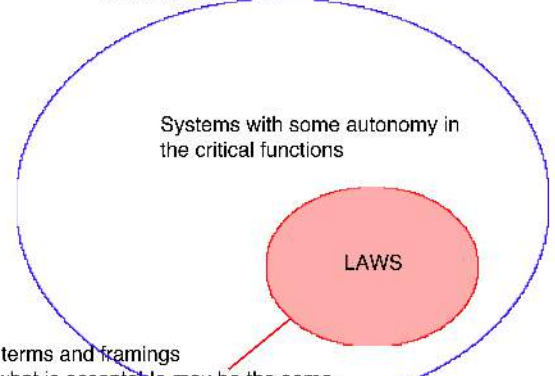 Systems with some autonomy in
the critical functions
LAWS
terms and framings
what is acceptable may be the same